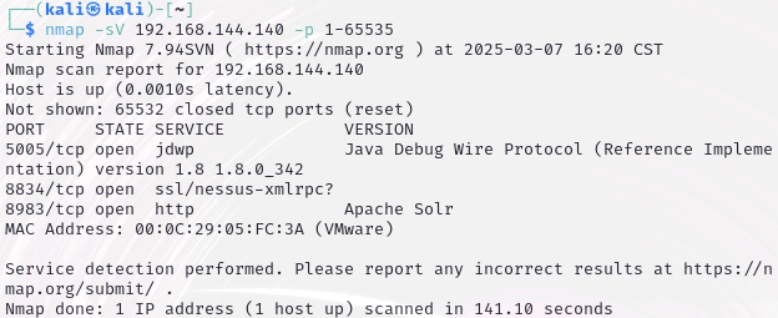 ┌──(kali㉿kali)-[~]
└─$ nmap -sV 192.168.144.140 -p 1-65535
Starting Nmap 7.94SVN ( https://nmap.org ) at 2025-03-07 16:20 CST
Nmap scan report for 192.168.144.140
Host is up (0.0010s latency).
Not shown: 65532 closed tcp ports (reset)
PORT     STATE SERVICE            VERSION
5005/tcp open  jdwp               Java Debug Wire Protocol (Reference Impleme
ntation) version 1.8 1.8.0_342
8834/tcp open  ssl/nessus-xmlrpc?
8983/tcp open  http               Apache Solr
MAC Address: 00:0C:29:05:FC:3A (VMware)

Service detection performed. Please report any incorrect results at https://n
map.org/submit/ .
Nmap done: 1 IP address (1 host up) scanned in 141.10 seconds